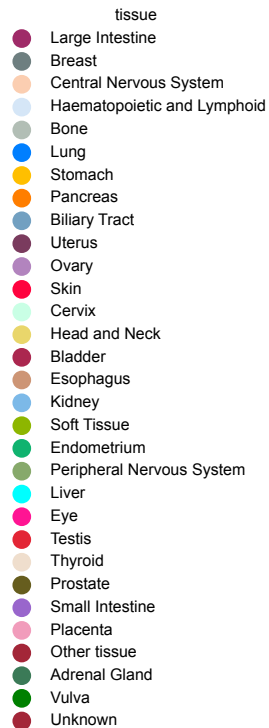 tissue
Large Intestine
Breast
Central Nervous System
Haematopoietic and Lymphoid
Bone
Lung
Stomach
Pancreas
Biliary Tract
Uterus
Ovary
Skin
Cervix
Head and Neck
Bladder
Esophagus
Kidney
Soft Tissue
Endometrium
Peripheral Nervous System
Liver
Eye
Testis
Thyroid
Prostate
Small Intestine
Placenta
Other tissue
Adrenal Gland
Vulva
Unknown